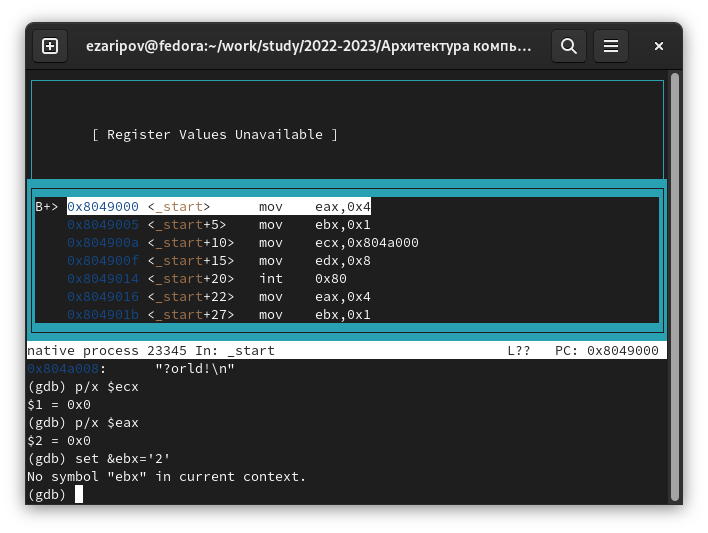 ezaripov@fedora:~/work/study/2022-2023/Архитектура компь…
[ Register Values Unavailable ]
B+> 0x8049000 <_start>      mov    eax,0x4
0x8049005 <_start+5>    mov    ebx,0x1
0x804900a <_start+10>   mov    ecx,0x804a000
0x804900f <_start+15>   mov    edx,0x8
0x8049014 <_start+20>   int    0x80
0x8049016 <_start+22>   mov    eax,0x4
0x804901b <_start+27>   mov    ebx,0x1
native process 23345 In: _start                             L??   PC: 0x8049000
0x804a008:      "?orld!\n"
(gdb) p/x $ecx
$1 = 0x0
(gdb) p/x $eax
$2 = 0x0
(gdb) set &ebx='2'
No symbol "ebx" in current context.
(gdb)